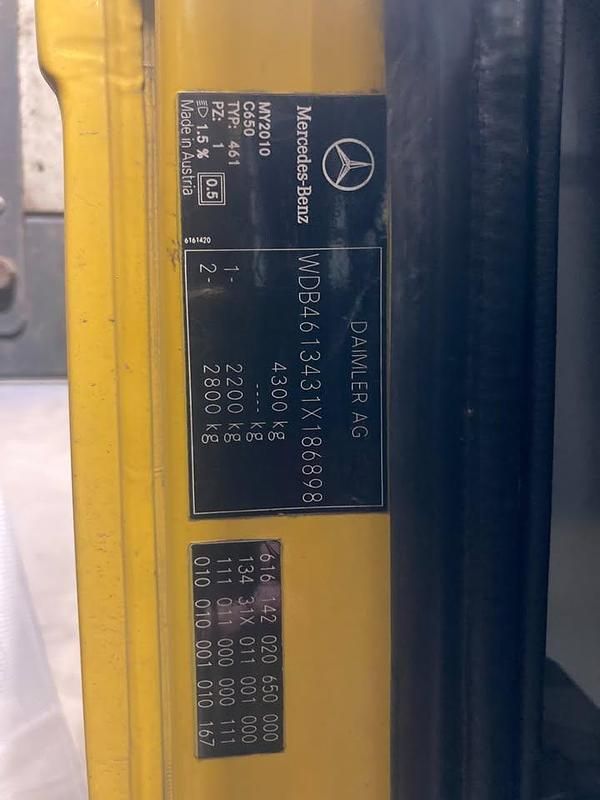 Mercedes-Benz
MY2010
C650
TYP: 461
PZ: 1
1.5 % 0.5
Made in Austria
6161420
DAIMLER AG
WDB4613431X186898
4300 kg
---- kg
1- 2200 kg
2- 2800 kg
616 142 020 650 000
134 31X 011 001 000
111 011 000 000 111
010 010 001 010 167